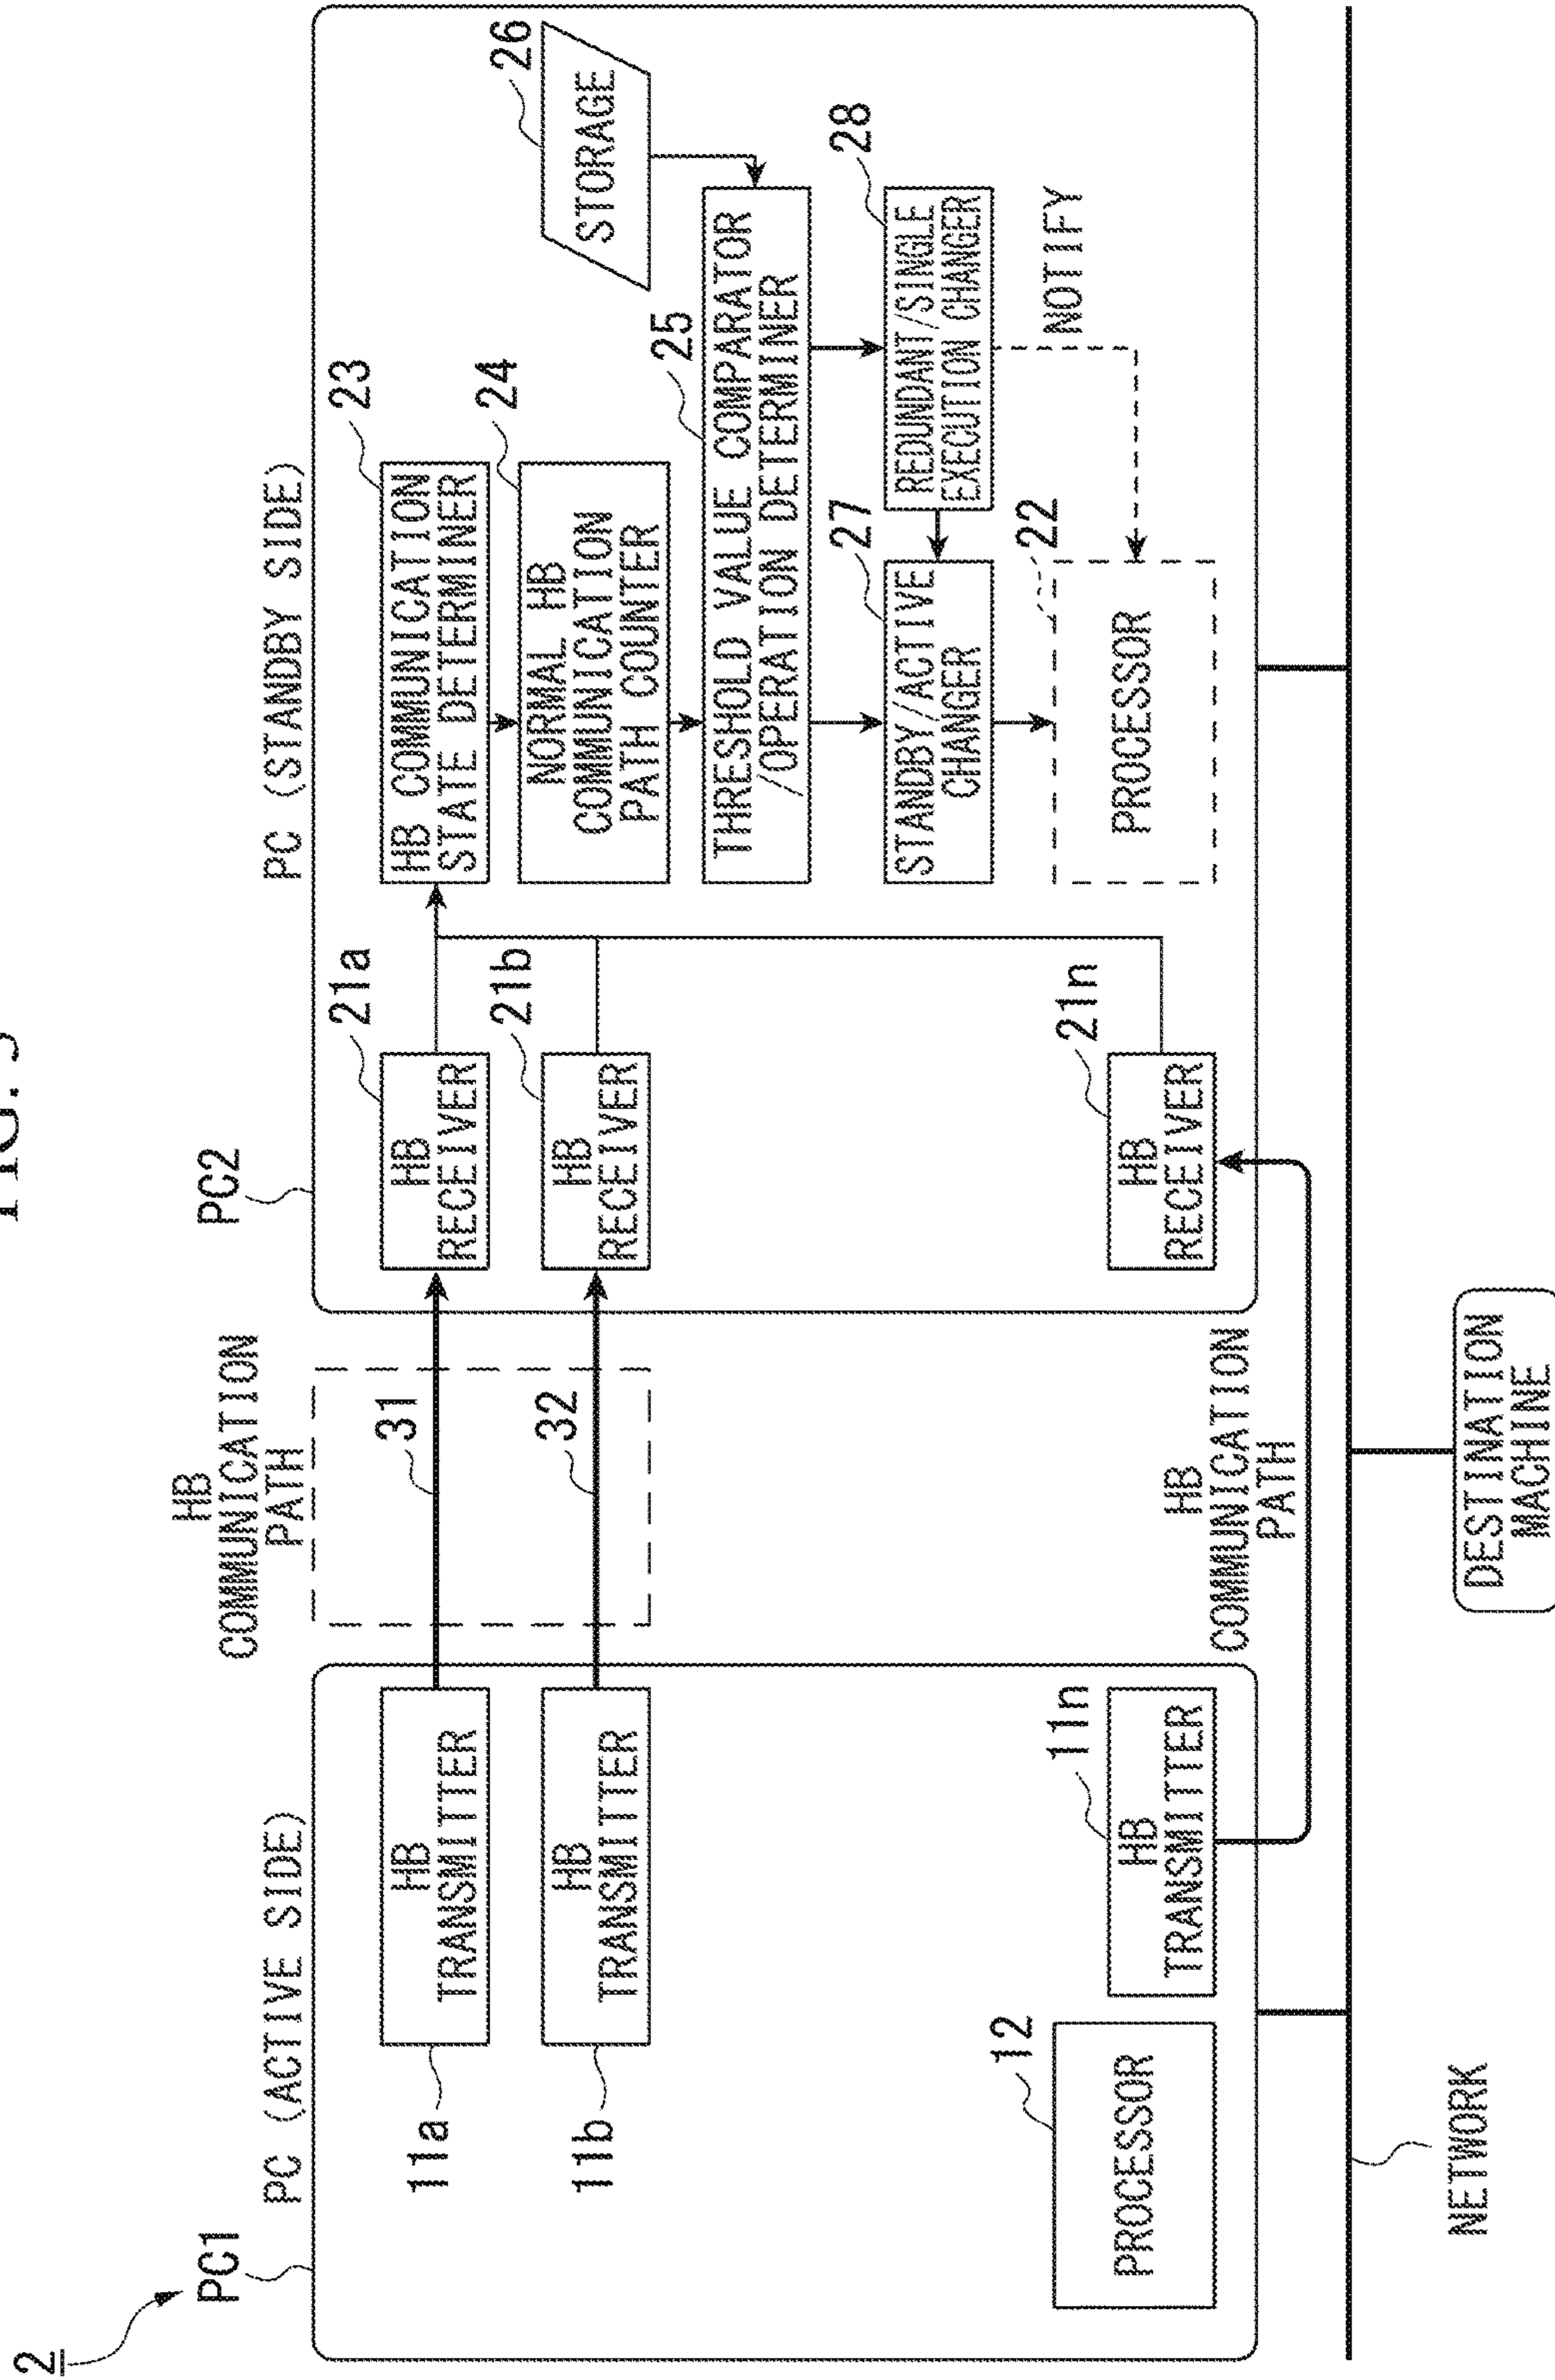 2
PC1
PC (ACTIVE SIDE)
11a
HB
TRANSMITTER
11b
HB
TRANSMITTER
12
PROCESSOR
11n
HB
TRANSMITTER
HB
COMMUNICATION
PATH
31
32
HB
COMMUNICATION
PATH
PC2
PC (STANDBY SIDE)
21a
HB
RECEIVER
21b
HB
RECEIVER
21n
HB
RECEIVER
23
HB COMMUNICATION
STATE DETERMINER
24
NORMAL HB
COMMUNICATION
PATH COUNTER
26
STORAGE
25
THRESHOLD VALUE COMPARATOR
/OPERATION DETERMINER
27
STANDBY/ACTIVE
CHANGER
28
REDUNDANT/SINGLE
EXECUTION CHANGER
22
PROCESSOR
NOTIFY
NETWORK
DESTINATION
MACHINE